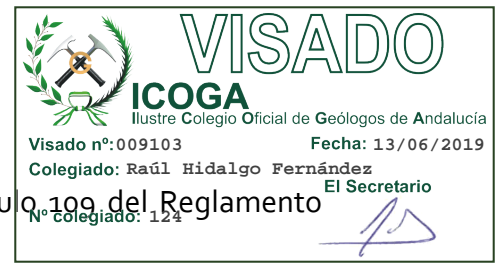 VISADO
ICOGA
Ilustre Colegio Oficial de Geólogos de Andalucía
Visado nº:009103 Fecha: 13/06/2019
Colegiado: Raúl Hidalgo Fernández
El Secretario
ulo 109 del Reglamento
Nº colegiado: 124